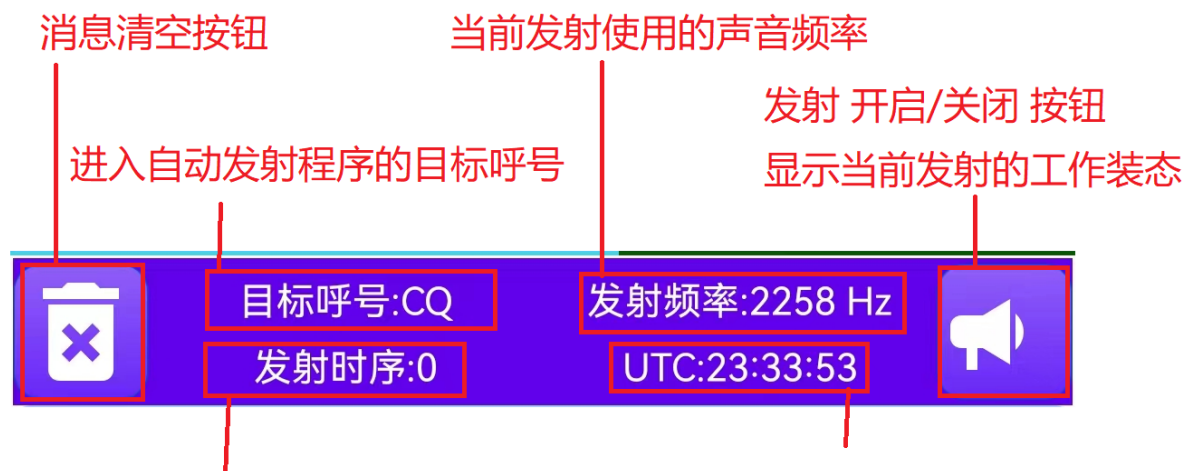 消息清空按钮
当前发射使用的声音频率
发射 开启/关闭 按钮
进入自动发射程序的目标呼号
显示当前发射的工作装态
目标呼号:CQ
发射频率:2258 Hz
发射时序:0
UTC:23:33:53